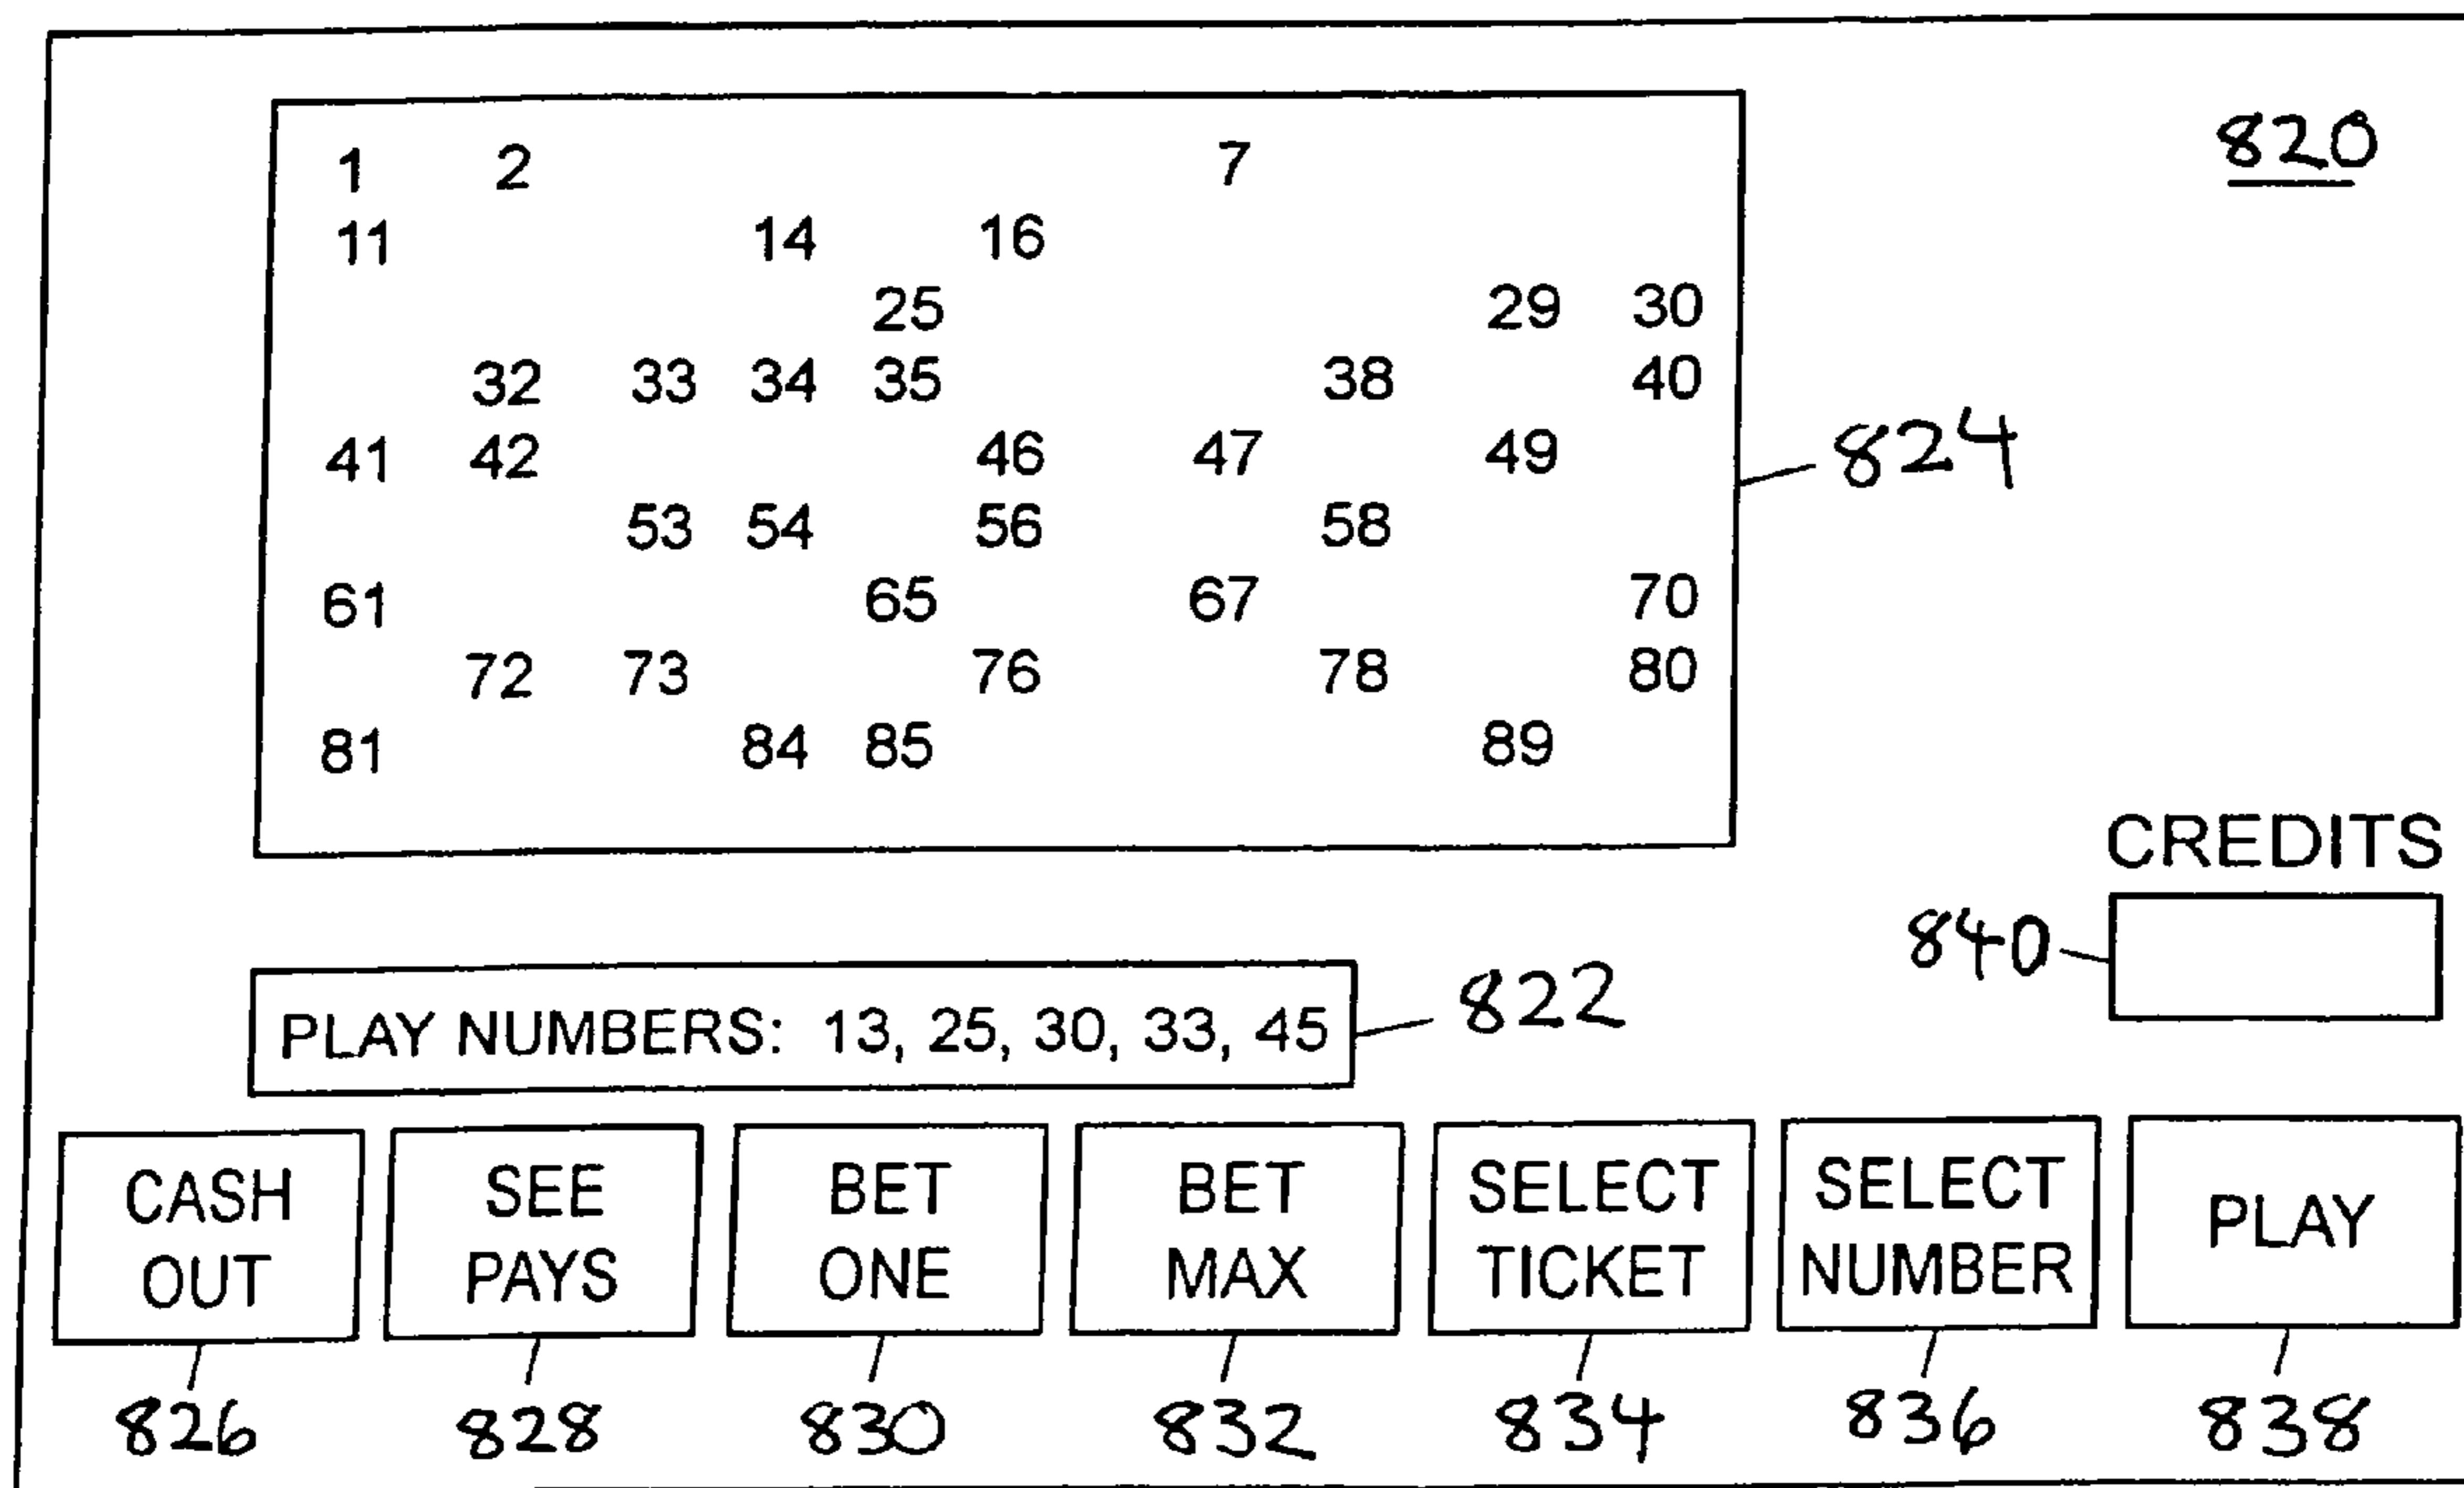 820
1 2 7
11 14 16
25 29 30
32 33 34 35 38 40
41 42 46 47 49
53 54 56 58
61 65 67 70
72 73 76 78 80
81 84 85 89
824
CREDITS
840
PLAY NUMBERS: 13, 25, 30, 33, 45
822
CASH
OUT
SEE
PAYS
BET
ONE
BET
MAX
SELECT
TICKET
SELECT
NUMBER
PLAY
826 828 830 832 834 836 838